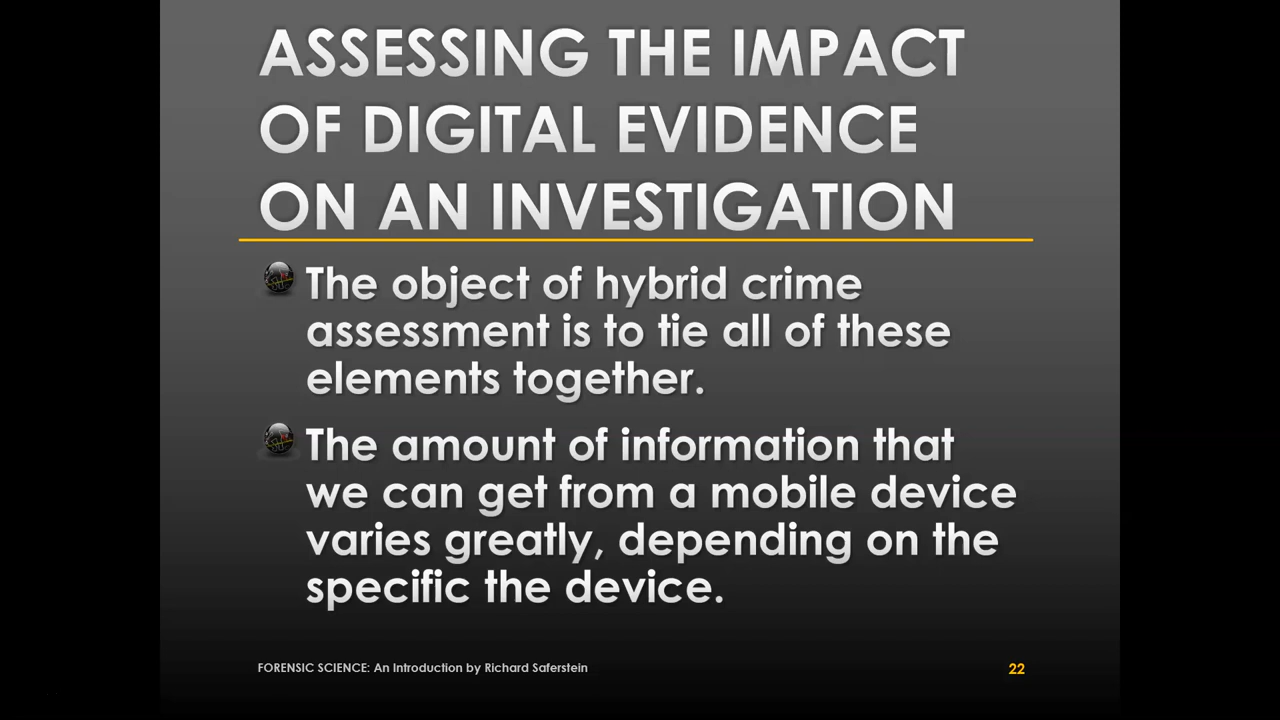 ASSESSING THE IMPACT
OF DIGITAL EVIDENCE
ON AN INVESTIGATION
The object of hybrid crime
assessment is to tie all of these
elements together.
The amount of information that
we can get from a mobile device
varies greatly, depending on the
specific the device.
FORENSIC SCIENCE: An Introduction by Richard Saferstein
22